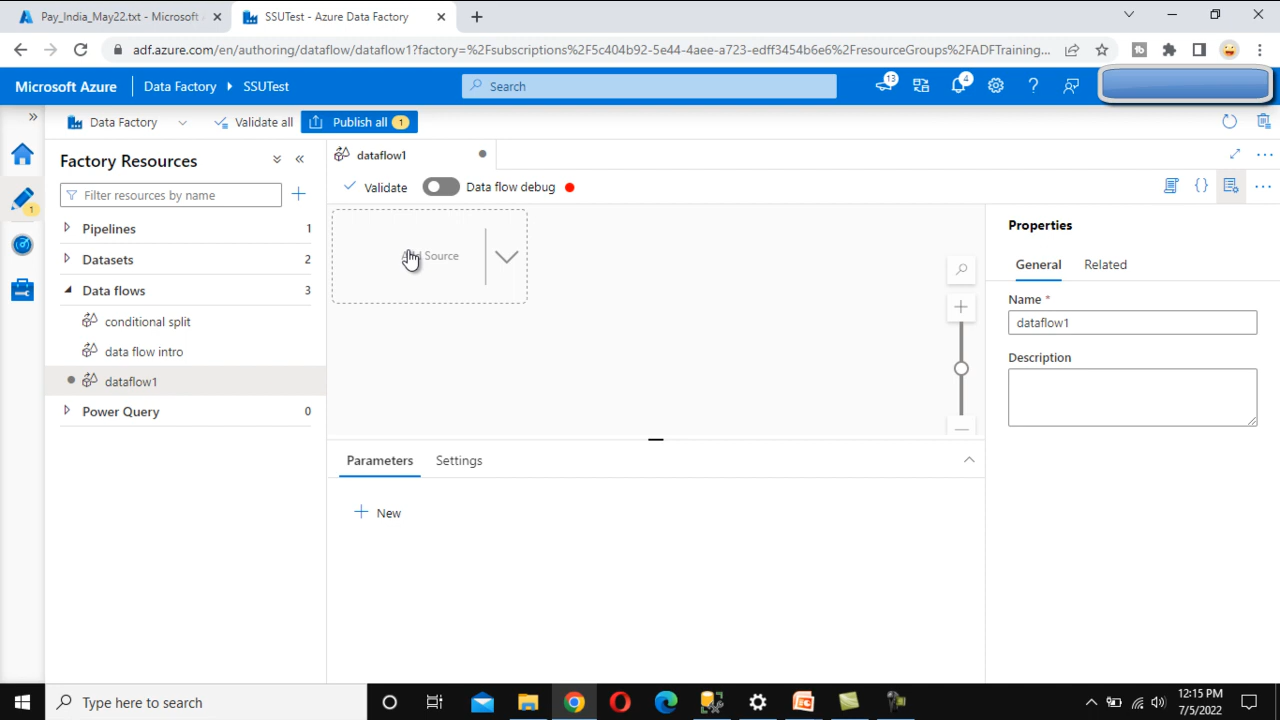 Pay_India_May22.txt - Microsoft
SSUTest - Azure Data Factory
adf.azure.com/en/authoring/dataflow/dataflow1?factory=%2Fsubscriptions%2F5c404b92-5e44-4aee-a723-edff3454b6e6%2FresourceGroups%2FADFTraining...
Microsoft Azure
Data Factory
SSUTest
Search
13
4
Data Factory
Validate all
Publish all
1
Factory Resources
Filter resources by name
Pipelines 1
Datasets 2
Data flows 3
conditional split
data flow intro
dataflow1
Power Query 0
1
dataflow1
Validate
Data flow debug
Source
Parameters
Settings
New
Properties
General
Related
Name *
dataflow1
Description
Type here to search
12:15 PM
7/5/2022